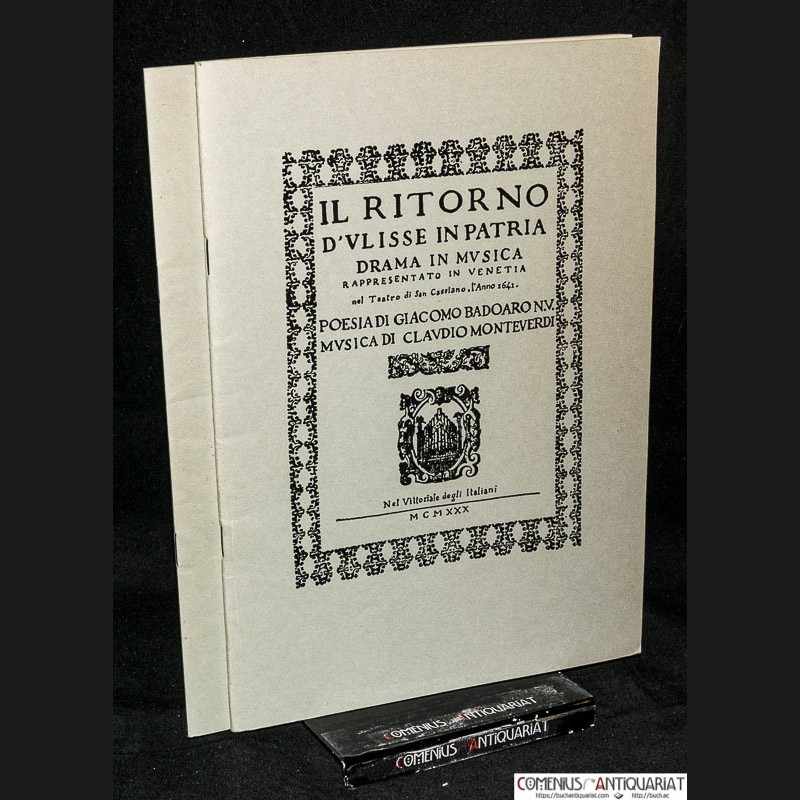 IL RITORNO
D'VLISSE IN PATRIA
DRAMA IN MVSICA
RAPPRESENTATO IN VENETIA
nel Teatro di San Cassiano, l'Anno 1641.
POESIA DI GIACOMO BADOARO N.V.
MVSICA DI CLAVDIO MONTEVERDI
Nel Vittoriale degli Italiani
MCMXXX
COMENIUS ANTIQUARIAT
COMENIUS ANTIQUARIAT
COMENIUS ANTIQUARIAT
https://buchantiquariat.com http://buch.ac